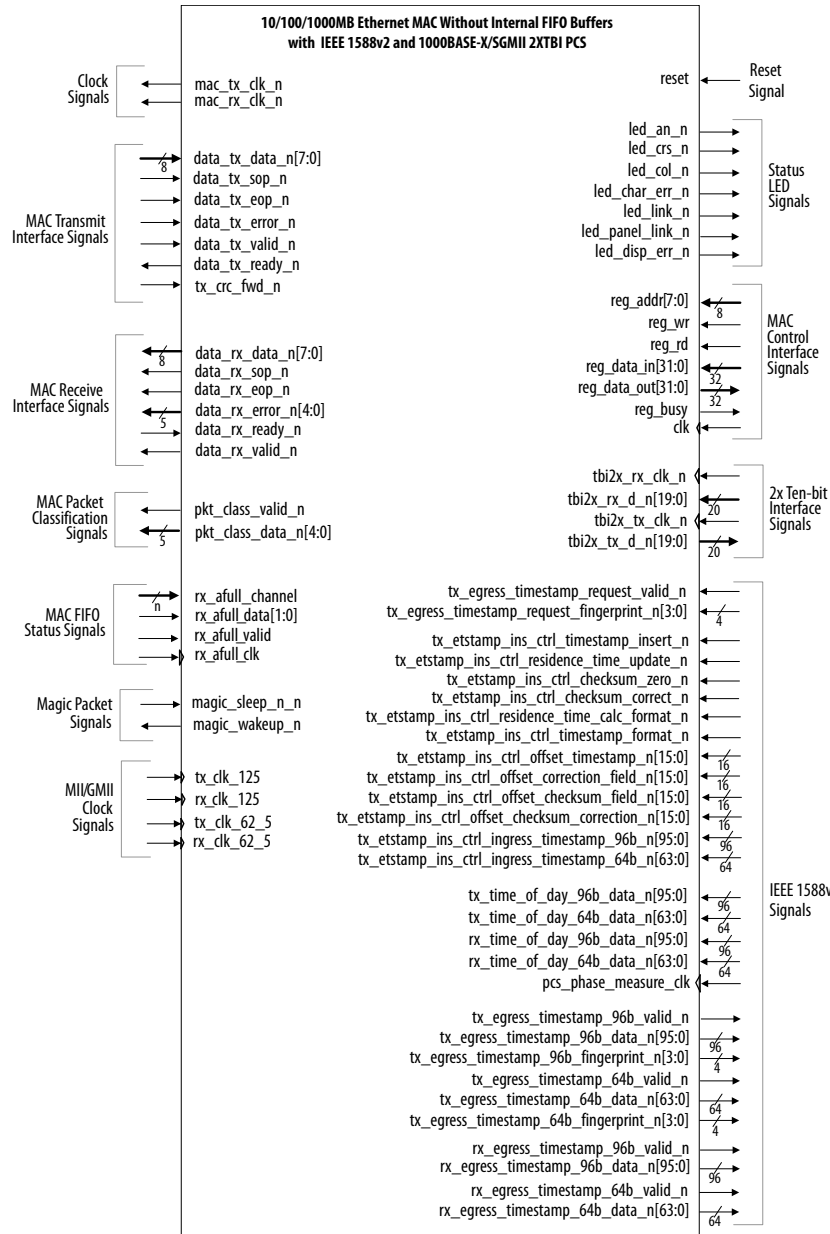 10/100/1000MB Ethernet MAC Without Internal FIFO Buffers
with IEEE 1588v2 and 1000BASE-X/SGMII 2XTBI PCS
Clock
Signals
mac_tx_clk_n
mac_rx_clk_n
MAC Transmit
Interface Signals
8
data_tx_data_n[7:0]
data_tx_sop_n
data_tx_eop_n
data_tx_error_n
data_tx_valid_n
data_tx_ready_n
tx_crc_fwd_n
MAC Receive
Interface Signals
8
data_rx_data_n[7:0]
data_rx_sop_n
data_rx_eop_n
5
data_rx_error_n[4:0]
data_rx_ready_n
data_rx_valid_n
MAC Packet
Classification
Signals
pkt_class_valid_n
5
pkt_class_data_n[4:0]
MAC FIFO
Status Signals
n
rx_afull_channel
rx_afull_data[1:0]
rx_afull_valid
rx_afull_clk
Magic Packet
Signals
magic_sleep_n_n
magic_wakeup_n
MII/GMII
Clock
Signals
tx_clk_125
rx_clk_125
tx_clk_62_5
rx_clk_62_5
reset
Reset
Signal
led_an_n
led_crs_n
led_col_n
led_char_err_n
led_link_n
led_panel_link_n
led_disp_err_n
Status
LED
Signals
reg_addr[7:0]
8
reg_wr
reg_rd
reg_data_in[31:0]
32
reg_data_out[31:0]
32
reg_busy
clk
MAC
Control
Interface
Signals
tbi2x_rx_clk_n
tbi2x_rx_d_n[19:0]
20
tbi2x_tx_clk_n
tbi2x_tx_d_n[19:0]
20
2x Ten-bit
Interface
Signals
tx_egress_timestamp_request_valid_n
tx_egress_timestamp_request_fingerprint_n[3:0]
4
tx_etstamp_ins_ctrl_timestamp_insert_n
tx_etstamp_ins_ctrl_residence_time_update_n
tx_etstamp_ins_ctrl_checksum_zero_n
tx_etstamp_ins_ctrl_checksum_correct_n
tx_etstamp_ins_ctrl_residence_time_calc_format_n
tx_etstamp_ins_ctrl_timestamp_format_n
tx_etstamp_ins_ctrl_offset_timestamp_n[15:0]
16
tx_etstamp_ins_ctrl_offset_correction_field_n[15:0]
16
tx_etstamp_ins_ctrl_offset_checksum_field_n[15:0]
16
tx_etstamp_ins_ctrl_offset_checksum_correction_n[15:0]
16
tx_etstamp_ins_ctrl_ingress_timestamp_96b_n[95:0]
96
tx_etstamp_ins_ctrl_ingress_timestamp_64b_n[63:0]
64
tx_time_of_day_96b_data_n[95:0]
96
tx_time_of_day_64b_data_n[63:0]
64
rx_time_of_day_96b_data_n[95:0]
96
rx_time_of_day_64b_data_n[63:0]
64
pcs_phase_measure_clk
tx_egress_timestamp_96b_valid_n
tx_egress_timestamp_96b_data_n[95:0]
96
tx_egress_timestamp_96b_fingerprint_n[3:0]
4
tx_egress_timestamp_64b_valid_n
tx_egress_timestamp_64b_data_n[63:0]
64
tx_egress_timestamp_64b_fingerprint_n[3:0]
4
rx_egress_timestamp_96b_valid_n
rx_egress_timestamp_96b_data_n[95:0]
96
rx_egress_timestamp_64b_valid_n
rx_egress_timestamp_64b_data_n[63:0]
64
IEEE 1588v
Signals